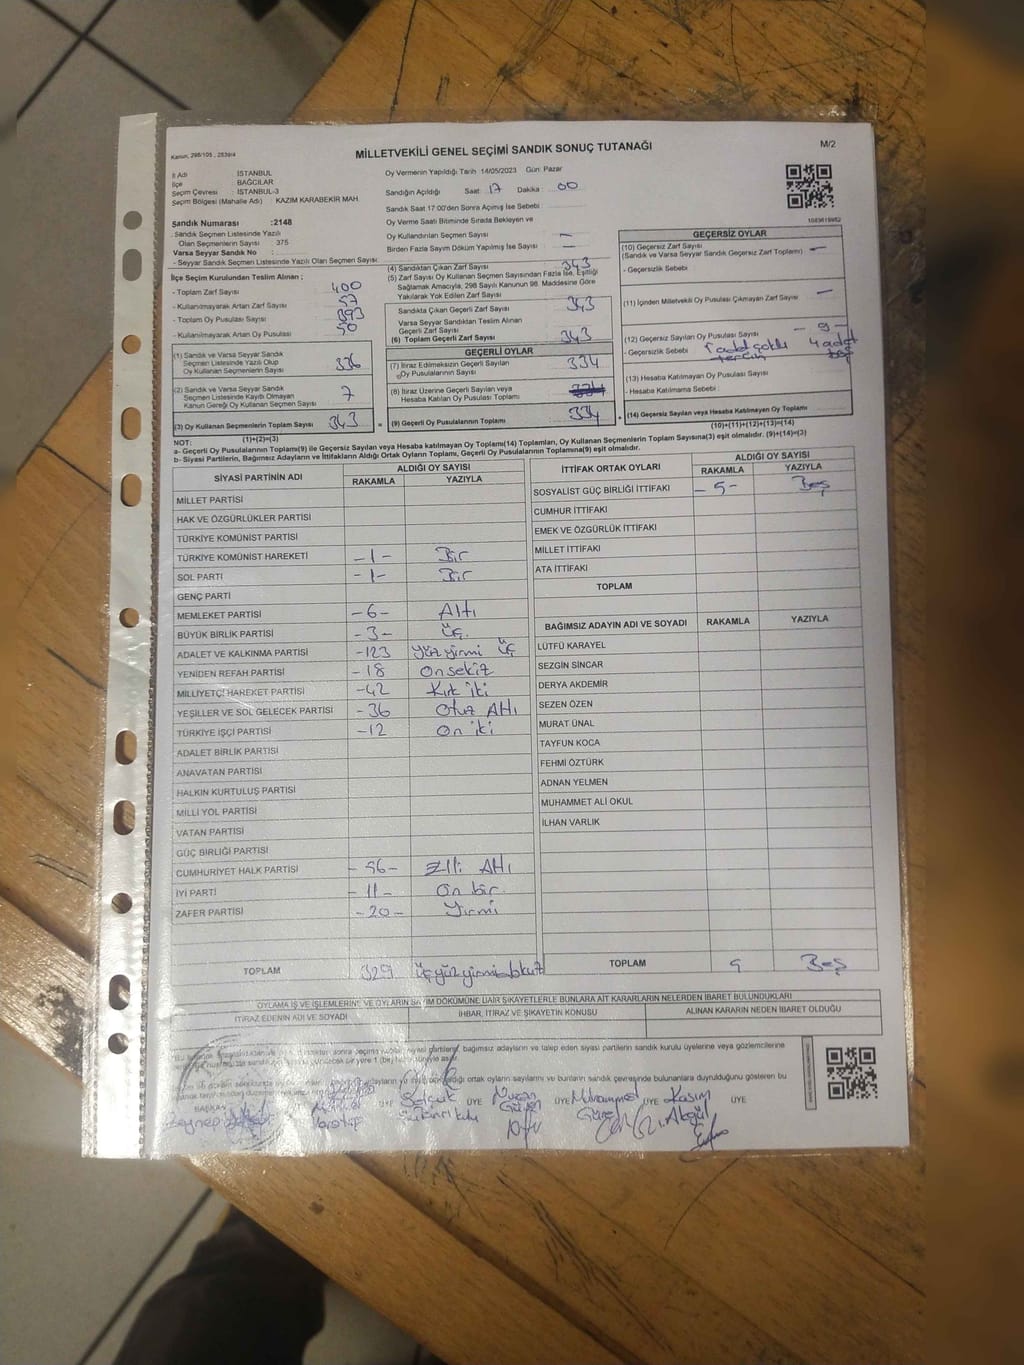 Kanun: 298/105 ; 2839/4
MİLLETVEKİLİ GENEL SEÇİMİ SANDIK SONUÇ TUTANAĞI
M/2
İl Adı : İSTANBUL
İlçe : BAĞCILAR
Seçim Çevresi : İSTANBUL-3
Seçim Bölgesi (Mahalle Adı) : KAZIM KARABEKİR MAH.
Sandık Numarası :2148
Sandık Seçmen Listesinde Yazılı
Olan Seçmenlerin Sayısı : 375
Varsa Seyyar Sandık No :
- Seyyar Sandık Seçmen Listesinde Yazılı Olan Seçmen Sayısı:
Oy Vermenin Yapıldığı Tarih 14/05/2023 Gün: Pazar
Sandığın Açıldığı Saat: 17 Dakika : 00
Sandık Saat 17:00'den Sonra Açımış İse Sebebi :
Oy Verme Saati Bitiminde Sırada Bekleyen ve
Oy Kullandırılan Seçmen Sayısı : —
Birden Fazla Sayım Döküm Yapılmış İse Sayısı : —
İlçe Seçim Kurulundan Teslim Alınan ;
- Toplam Zarf Sayısı : 400
- Kullanılmayarak Artan Zarf Sayısı : 57
- Toplam Oy Pusulası Sayısı : 393
- Kullanılmayarak Artan Oy Pusulası : 50
(1) Sandık ve Varsa Seyyar Sandık
Seçmen Listesinde Yazılı Olup
Oy Kullanan Seçmenlerin Sayısı 336
(2) Sandık ve Varsa Seyyar Sandık
Seçmen Listesinde Kayıtlı Olmayan
Kanun Gereği Oy Kullanan Seçmen Sayısı 7
(3) Oy Kullanan Seçmenlerin Toplam Sayısı 343
(1)+(2)=(3)
(4) Sandıktan Çıkan Zarf Sayısı : 343
(5) Zarf Sayısı Oy Kullanan Seçmen Sayısından Fazla İse, Eşitliği
Sağlamak Amacıyla, 298 Sayılı Kanunun 98. Maddesine Göre
Yakılarak Yok Edilen Zarf Sayısı :
Sandıkta Çıkan Geçerli Zarf Sayısı : 343
Varsa Seyyar Sandıktan Teslim Alınan
Geçerli Zarf Sayısı :
(6) Toplam Geçerli Zarf Sayısı : 343
GEÇERLİ OYLAR
(7) İtiraz Edilmeksizin Geçerli Sayılan
Oy Pusulalarının Sayısı : 334
(8) İtiraz Üzerine Geçerli Sayılan veya
Hesaba Katılan Oy Pusulası Toplamı : 334
(9) Geçerli Oy Pusulalarının Toplamı : 334
1083619982
GEÇERSİZ OYLAR
(10) Geçersiz Zarf Sayısı : —
(Sandık ve Varsa Seyyar Sandık Geçersiz Zarf Toplamı)
- Geçersizlik Sebebi :
(11) İçinden Milletvekili Oy Pusulası Çıkmayan Zarf Sayısı : —
(12) Geçersiz Sayılan Oy Pusulası Sayısı : — 9 —
- Geçersizlik Sebebi : 4 adet
boş
(13) Hesaba Katılmayan Oy Pusulası Sayısı :
- Hesaba Katılmama Sebebi :
(14) Geçersiz Sayılan veya Hesaba Katılmayan Oy Toplamı :
(10)+(11)+(12)+(13)=(14)
NOT:
a- Geçerli Oy Pusulalarının Toplamı(9) ile Geçersiz Sayılan veya Hesaba katılmayan Oy Toplamı(14) Toplamları, Oy Kullanan Seçmenlerin Toplam Sayısına(3) eşit olmalıdır. (9)+(14)=(3)
b- Siyasi Partilerin, Bağımsız Adayların ve İttifakların Aldığı Ortak Oyların Toplamı, Geçerli Oy Pusulalarının Toplamına(9) eşit olmalıdır.
SİYASİ PARTİNİN ADI
ALDIĞI OY SAYISI
RAKAMLA YAZIYLA
MİLLET PARTİSİ
HAK VE ÖZGÜRLÜKLER PARTİSİ
TÜRKİYE KOMÜNİST PARTİSİ
TÜRKİYE KOMÜNİST HAREKETİ -1- Bir
SOL PARTİ -1- Bir
GENÇ PARTİ
MEMLEKET PARTİSİ -6- Altı
BÜYÜK BİRLİK PARTİSİ -3- Üç
ADALET VE KALKINMA PARTİSİ -123 Yüz yirmi Üç
YENİDEN REFAH PARTİSİ -18 Onsekiz
MİLLİYETÇİ HAREKET PARTİSİ -42 Kırk iki
YEŞİLLER VE SOL GELECEK PARTİSİ -36 Otuz Altı
TÜRKİYE İŞÇİ PARTİSİ -12 On iki
ADALET BİRLİK PARTİSİ
ANAVATAN PARTİSİ
HALKIN KURTULUŞ PARTİSİ
MİLLİ YOL PARTİSİ
VATAN PARTİSİ
GÜÇ BİRLİĞİ PARTİSİ
CUMHURİYET HALK PARTİSİ - 56 - Elli Altı
İYİ PARTİ - 11 - On bir
ZAFER PARTİSİ -20- Yirmi
TOPLAM 329 üçyüzyirmidokuz
İTTİFAK ORTAK OYLARI
ALDIĞI OY SAYISI
RAKAMLA YAZIYLA
SOSYALİST GÜÇ BİRLİĞİ İTTİFAKI -5- Beş
CUMHUR İTTİFAKI
EMEK VE ÖZGÜRLÜK İTTİFAKI
MİLLET İTTİFAKI
ATA İTTİFAKI
TOPLAM
BAĞIMSIZ ADAYIN ADI VE SOYADI RAKAMLA YAZIYLA
LÜTFÜ KARAYEL
SEZGİN SİNCAR
DERYA AKDEMİR
SEZEN ÖZEN
MURAT ÜNAL
TAYFUN KOCA
FEHMİ ÖZTÜRK
ADNAN YELMEN
MUHAMMET ALİ OKUL
İLHAN VARLIK
TOPLAM 5 Beş
OYLAMA İŞ VE İŞLEMLERİNE VE OYLARIN SAYIM DÖKÜMÜNE DAİR ŞİKAYETLERLE BUNLARA AİT KARARLARIN NELERDEN İBARET BULUNDUKLARI
İTİRAZ EDENİN ADI VE SOYADI
İHBAR, İTİRAZ VE ŞİKAYETİN KONUSU
ALINAN KARARIN NEDEN İBARET OLDUĞU
siyasi partilerin, bağımsız adayların ve talep eden siyasi partilerin sandık kurulu üyelerine veya gözlemcilerine
ortak oyların sayılarını ve bunların sandık çevresinde bulunanlara duyrulduğunu gösteren bu
BAŞKAN
ÜYE Selçuk ÜYE ÜYE Muhammed ÜYE Kasım ÜYE
Zeynep
Akgül